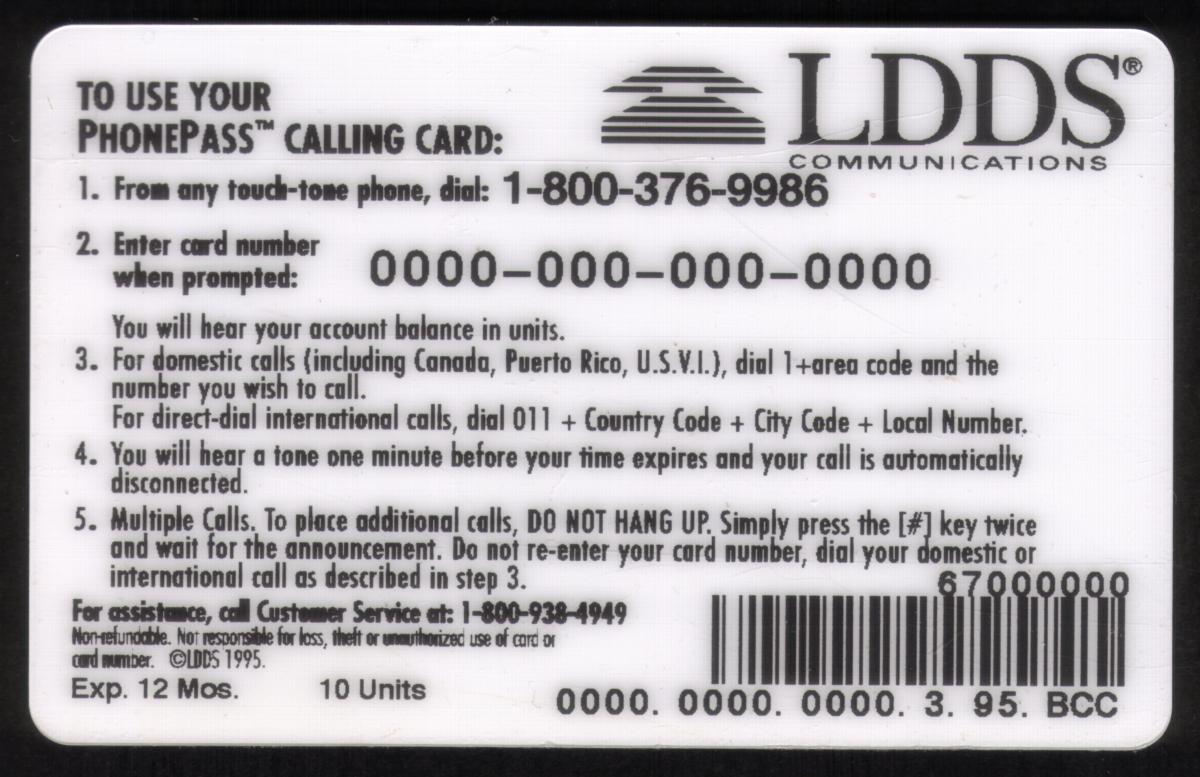 TO USE YOUR
PHONEPASS™ CALLING CARD:
LDDS®
COMMUNICATIONS
1. From any touch-tone phone, dial: 1-800-376-9986
2. Enter card number
when prompted: 0000-000-000-0000
You will hear your account balance in units.
3. For domestic calls (including Canada, Puerto Rico, U.S.V.I.), dial 1+area code and the
number you wish to call.
For direct-dial international calls, dial 011 + Country Code + City Code + Local Number.
4. You will hear a tone one minute before your time expires and your call is automatically
disconnected.
5. Multiple Calls. To place additional calls, DO NOT HANG UP. Simply press the [#] key twice
and wait for the announcement. Do not re-enter your card number, dial your domestic or
international call as described in step 3.
67000000
For assistance, call Customer Service at: 1-800-938-4949
Non-refundable. Not responsible for loss, theft or unauthorized use of card or
card number. ©LDDS 1995.
Exp. 12 Mos. 10 Units
0000. 0000. 0000. 3. 95. BCC